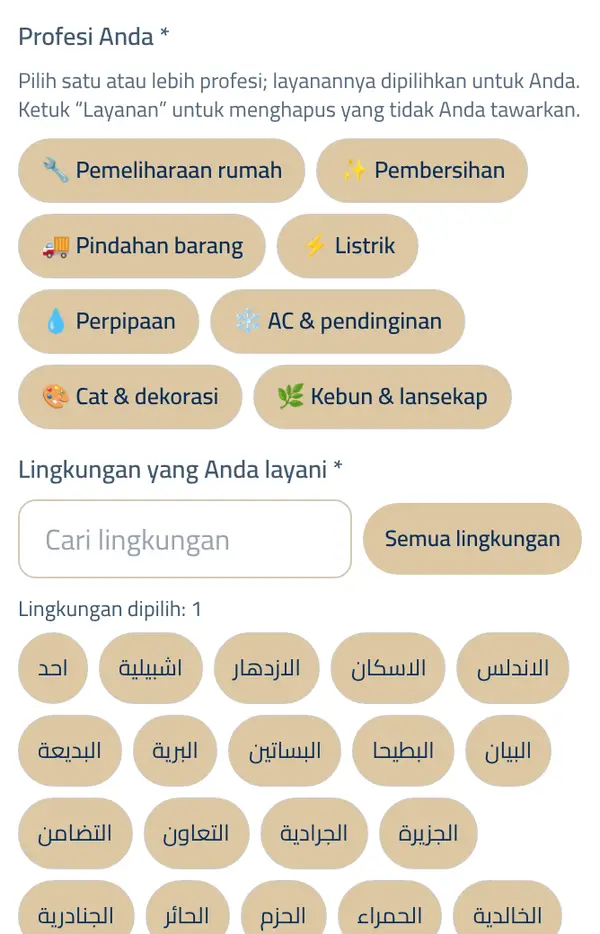 Profesi Anda *
Pilih satu atau lebih profesi; layanannya dipilihkan untuk Anda.
Ketuk “Layanan” untuk menghapus yang tidak Anda tawarkan.
🔧 Pemeliharaan rumah
✨ Pembersihan
🚚 Pindahan barang
⚡ Listrik
💧 Perpipaan
❄️ AC & pendinginan
🎨 Cat & dekorasi
🌿 Kebun & lansekap
Lingkungan yang Anda layani *
Cari lingkungan
Semua lingkungan
Lingkungan dipilih: 1
احد
اشبيلية
الازدهار
الاسكان
الاندلس
البديعة
البرية
البساتين
البطيحا
البيان
التضامن
التعاون
الجرادية
الجزيرة
الجنادرية
الحائر
الحزم
الحمراء
الخالدية